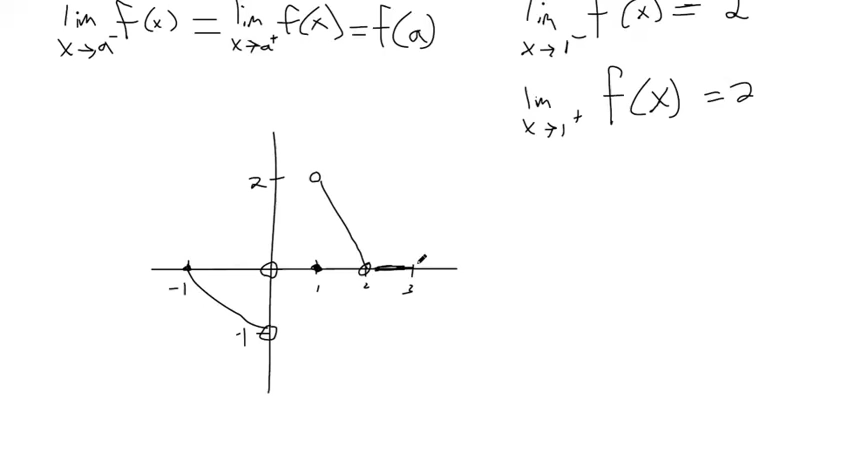 lim f(x) = lim f(x) = f(a)
x→a⁻ x→a⁺
lim f(x) = 2
x→1⁻
lim f(x) = 2
x→1⁺
2
-1 1 2 3
-1